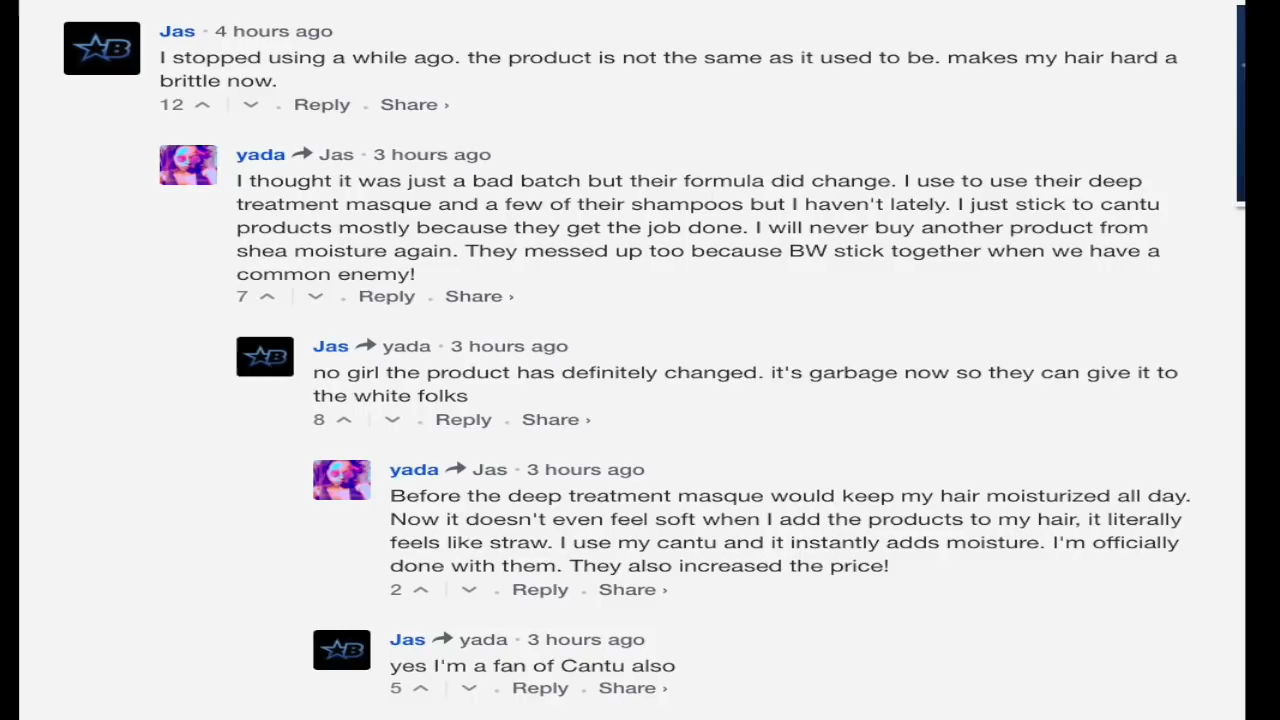 Jas · 4 hours ago
I stopped using a while ago. the product is not the same as it used to be. makes my hair hard a
brittle now.
12 Reply Share ›
yada Jas · 3 hours ago
I thought it was just a bad batch but their formula did change. I use to use their deep
treatment masque and a few of their shampoos but I haven't lately. I just stick to cantu
products mostly because they get the job done. I will never buy another product from
shea moisture again. They messed up too because BW stick together when we have a
common enemy!
7 Reply Share ›
Jas yada · 3 hours ago
no girl the product has definitely changed. it's garbage now so they can give it to
the white folks
8 Reply Share ›
yada Jas · 3 hours ago
Before the deep treatment masque would keep my hair moisturized all day.
Now it doesn't even feel soft when I add the products to my hair, it literally
feels like straw. I use my cantu and it instantly adds moisture. I'm officially
done with them. They also increased the price!
2 Reply Share ›
Jas yada · 3 hours ago
yes I'm a fan of Cantu also
5 Reply Share ›